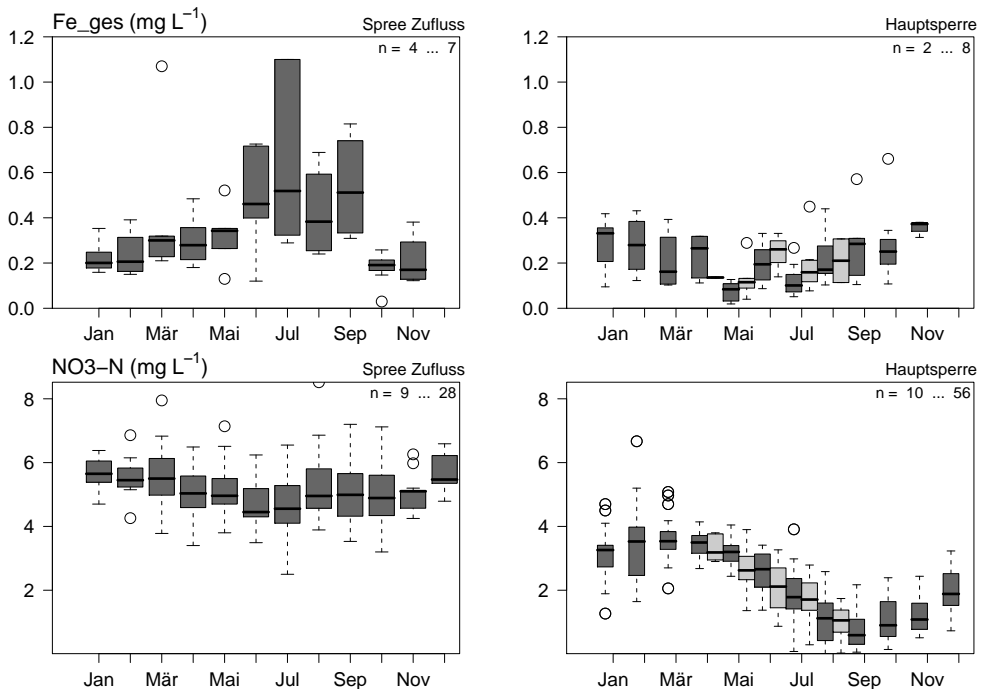 Fe_ges (mg L⁻¹)
Spree Zufluss
n = 4 ... 7
1.2
1.0
0.8
0.6
0.4
0.2
0.0
Jan Mär Mai Jul Sep Nov
Hauptsperre
n = 2 ... 8
1.2
1.0
0.8
0.6
0.4
0.2
0.0
Jan Mär Mai Jul Sep Nov
NO3−N (mg L⁻¹)
Spree Zufluss
n = 9 ... 28
8
6
4
2
Jan Mär Mai Jul Sep Nov
Hauptsperre
n = 10 ... 56
8
6
4
2
Jan Mär Mai Jul Sep Nov